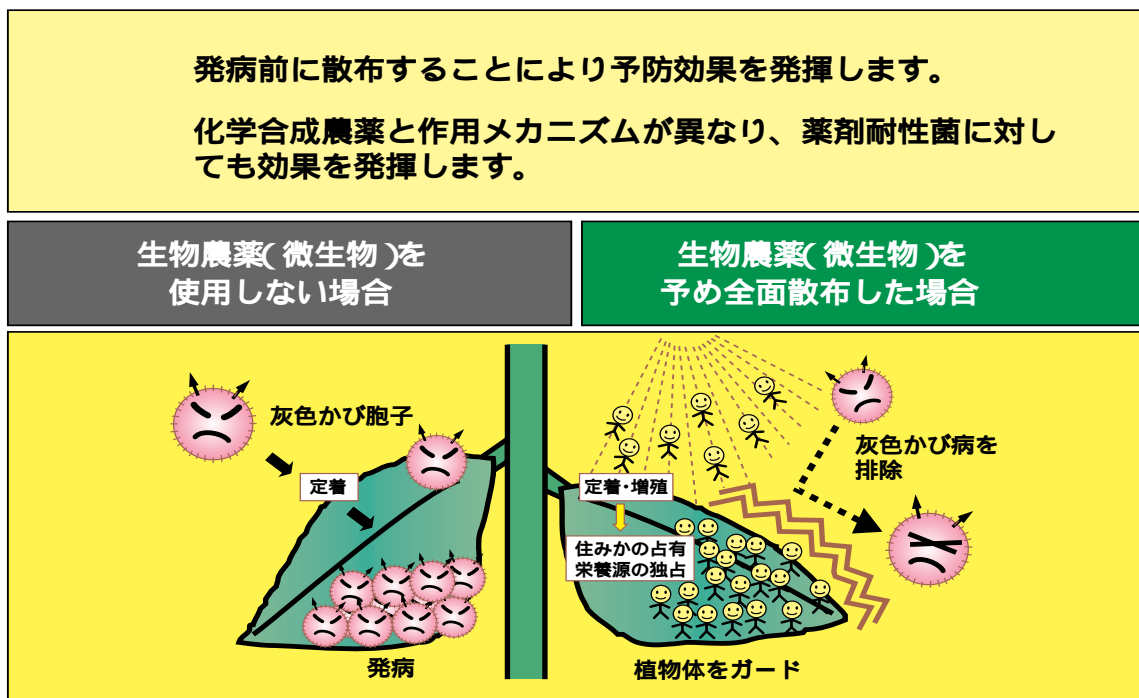 発病前に散布することにより予防効果を発揮します。
化学合成農薬と作用メカニズムが異なり、薬剤耐性菌に対し
ても効果を発揮します。
生物農薬(微生物)を
使用しない場合
生物農薬(微生物)を
予め全面散布した場合
灰色かび胞子
定着
発病
定着・増殖
住みかの占有
栄養源の独占
灰色かび病を
排除
植物体をガード